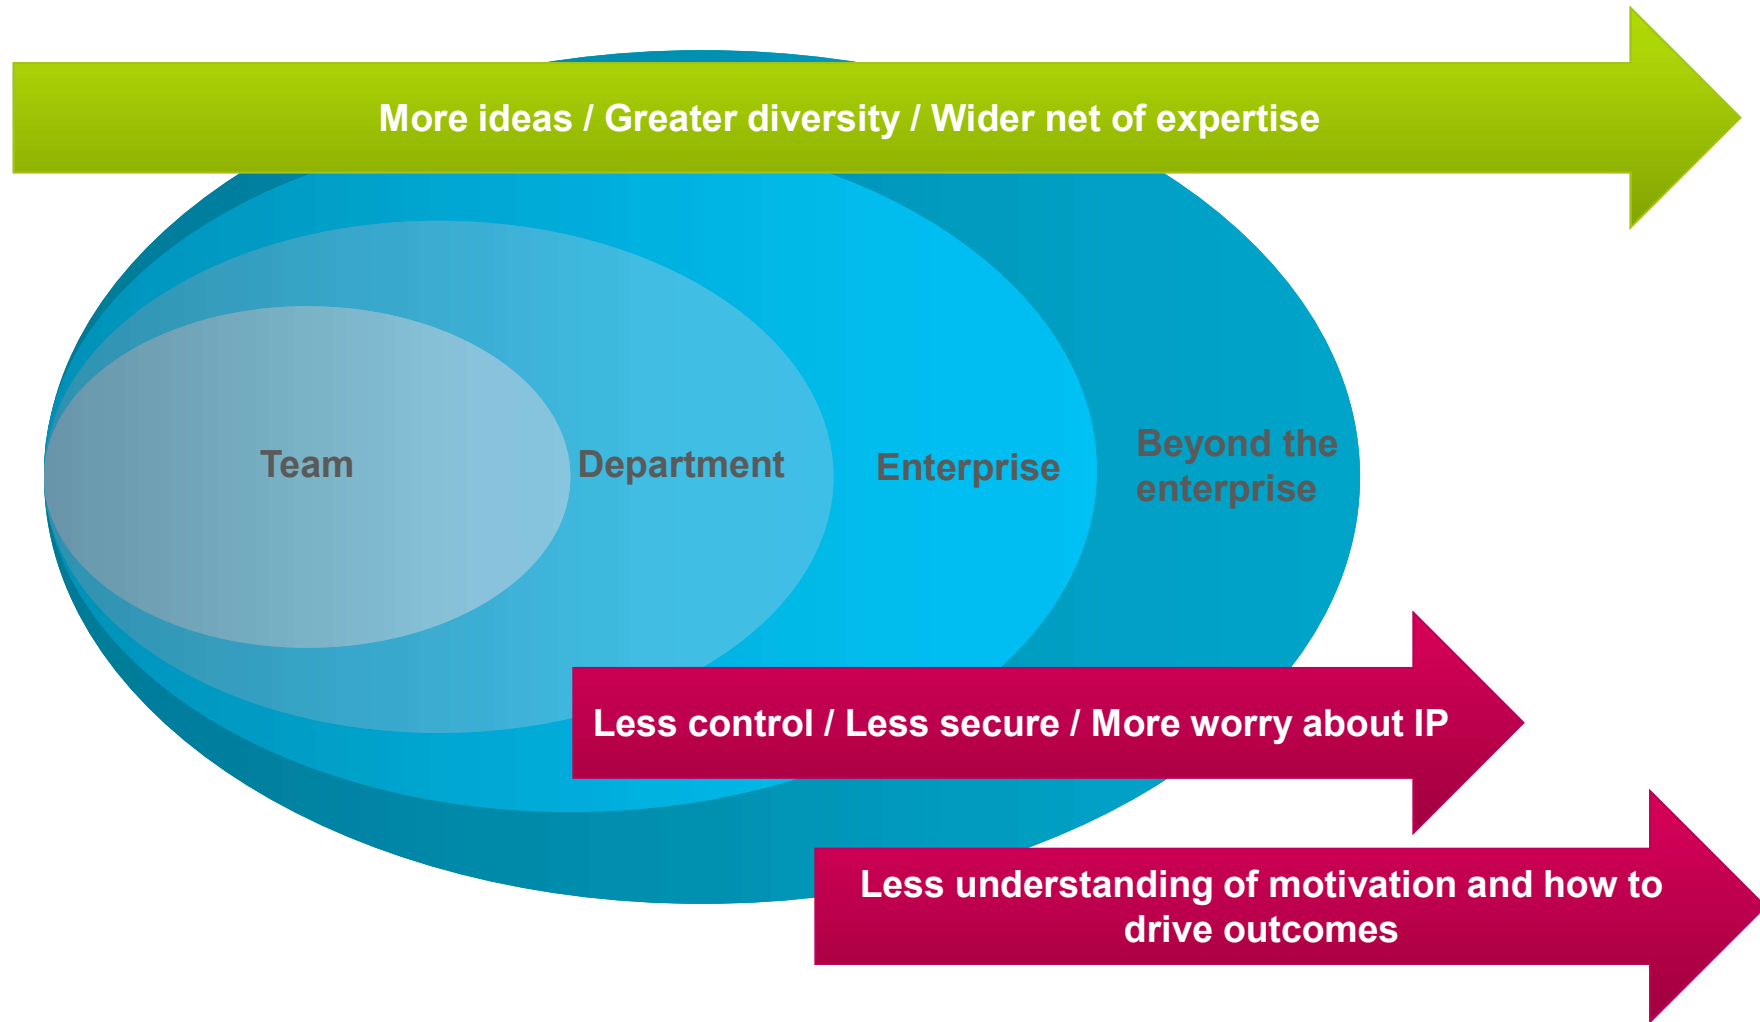 More ideas / Greater diversity / Wider net of expertise
Team
Department
Enterprise
Beyond the
enterprise
Less control / Less secure / More worry about IP
Less understanding of motivation and how to
drive outcomes